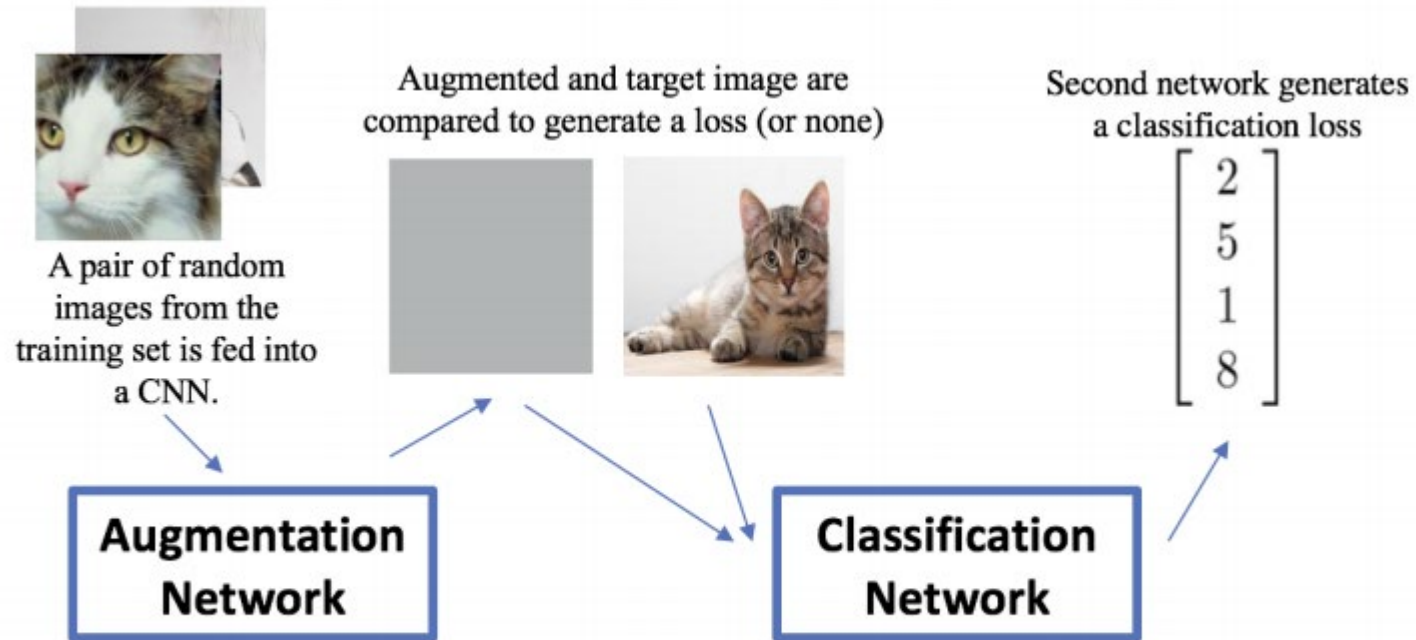 A pair of random
images from the
training set is fed into
a CNN.
Augmented and target image are
compared to generate a loss (or none)
Second network generates
a classification loss
2
5
1
8
Augmentation
Network
Classification
Network